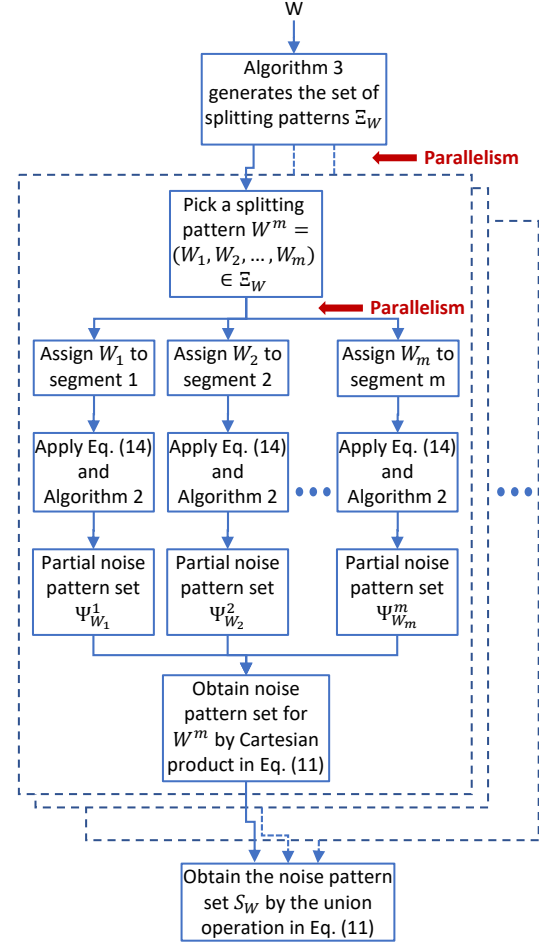 W
Algorithm 3
generates the set of
splitting patterns Ξ_W
Parallelism
Pick a splitting
pattern W^m =
(W_1, W_2, … , W_m)
∈ Ξ_W
Parallelism
Assign W_1 to
segment 1
Assign W_2 to
segment 2
Assign W_m to
segment m
Apply Eq. (14)
and
Algorithm 2
Apply Eq. (14)
and
Algorithm 2
Apply Eq. (14)
and
Algorithm 2
Partial noise
pattern set
Ψ^1_{W_1}
Partial noise
pattern set
Ψ^2_{W_2}
Partial noise
pattern set
Ψ^m_{W_m}
Obtain noise
pattern set for
W^m by Cartesian
product in Eq. (11)
Obtain the noise pattern
set S_W by the union
operation in Eq. (11)